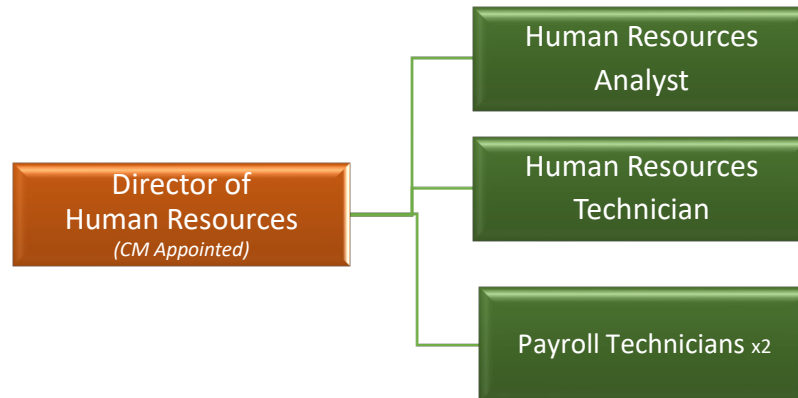 Human Resources
Analyst
Director of
Human Resources
(CM Appointed)
Human Resources
Technician
Payroll Technicians x2